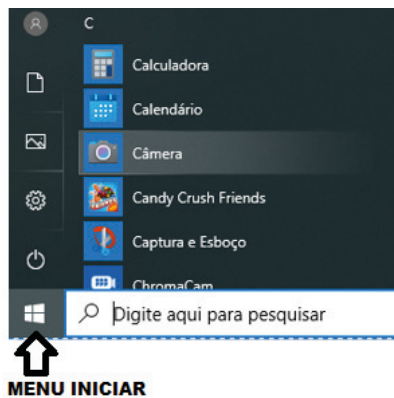 C
Calculadora
Calendário
Câmera
Candy Crush Friends
Captura e Esboço
ChromaCam
Digite aqui para pesquisar
MENU INICIAR